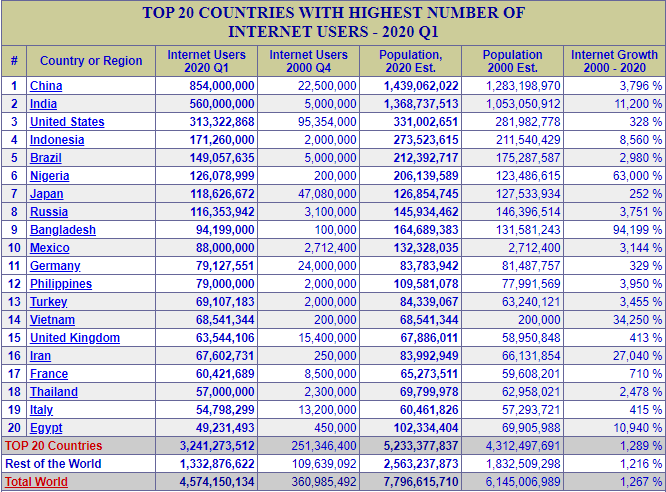 TOP 20 COUNTRIES WITH HIGHEST NUMBER OF
INTERNET USERS - 2020 Q1
# Country or Region Internet Users 2020 Q1 Internet Users 2000 Q4 Population, 2020 Est. Population 2000 Est. Internet Growth 2000 - 2020
1 China 854,000,000 22,500,000 1,439,062,022 1,283,198,970 3,796 %
2 India 560,000,000 5,000,000 1,368,737,513 1,053,050,912 11,200 %
3 United States 313,322,868 95,354,000 331,002,651 281,982,778 328 %
4 Indonesia 171,260,000 2,000,000 273,523,615 211,540,429 8,560 %
5 Brazil 149,057,635 5,000,000 212,392,717 175,287,587 2,980 %
6 Nigeria 126,078,999 200,000 206,139,589 123,486,615 63,000 %
7 Japan 118,626,672 47,080,000 126,854,745 127,533,934 252 %
8 Russia 116,353,942 3,100,000 145,934,462 146,396,514 3,751 %
9 Bangladesh 94,199,000 100,000 164,689,383 131,581,243 94,199 %
10 Mexico 88,000,000 2,712,400 132,328,035 2,712,400 3,144 %
11 Germany 79,127,551 24,000,000 83,783,942 81,487,757 329 %
12 Philippines 79,000,000 2,000,000 109,581,078 77,991,569 3,950 %
13 Turkey 69,107,183 2,000,000 84,339,067 63,240,121 3,455 %
14 Vietnam 68,541,344 200,000 68,541,344 200,000 34,250 %
15 United Kingdom 63,544,106 15,400,000 67,886,011 58,950,848 413 %
16 Iran 67,602,731 250,000 83,992,949 66,131,854 27,040 %
17 France 60,421,689 8,500,000 65,273,511 59,608,201 710 %
18 Thailand 57,000,000 2,300,000 69,799,978 62,958,021 2,478 %
19 Italy 54,798,299 13,200,000 60,461,826 57,293,721 415 %
20 Egypt 49,231,493 450,000 102,334,404 69,905,988 10,940 %
TOP 20 Countries 3,241,273,512 251,346,400 5,233,377,837 4,312,497,691 1,289 %
Rest of the World 1,332,876,622 109,639,092 2,563,237,873 1,832,509,298 1,216 %
Total World 4,574,150,134 360,985,492 7,796,615,710 6,145,006,989 1,267 %